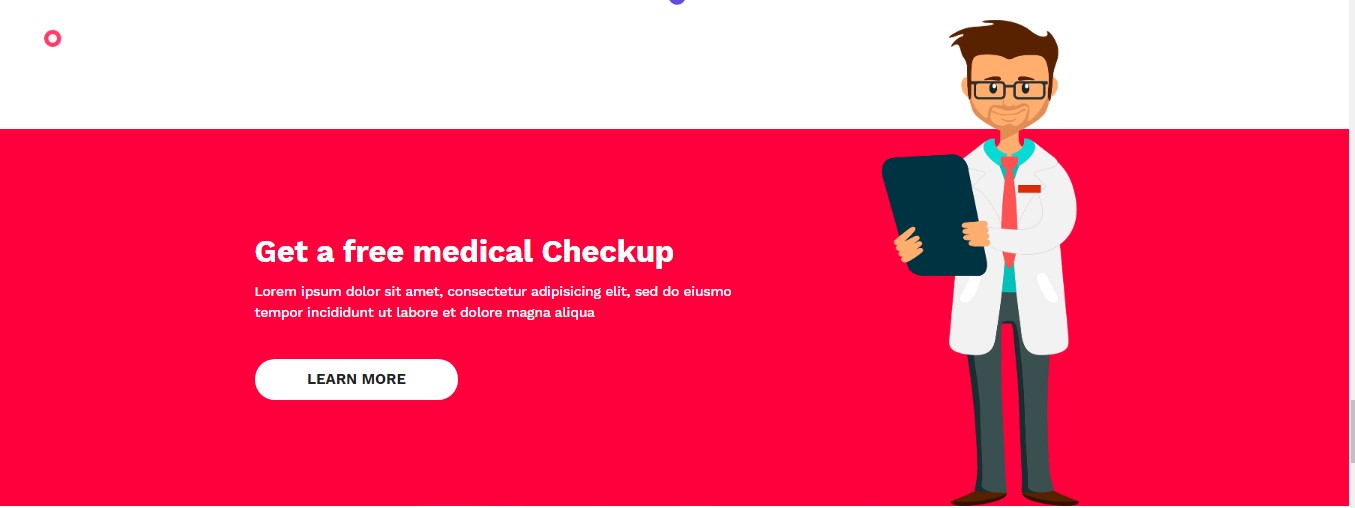 Get a free medical Checkup
Lorem ipsum dolor sit amet, consectetur adipisicing elit, sed do eiusmo
tempor incididunt ut labore et dolore magna aliqua
LEARN MORE